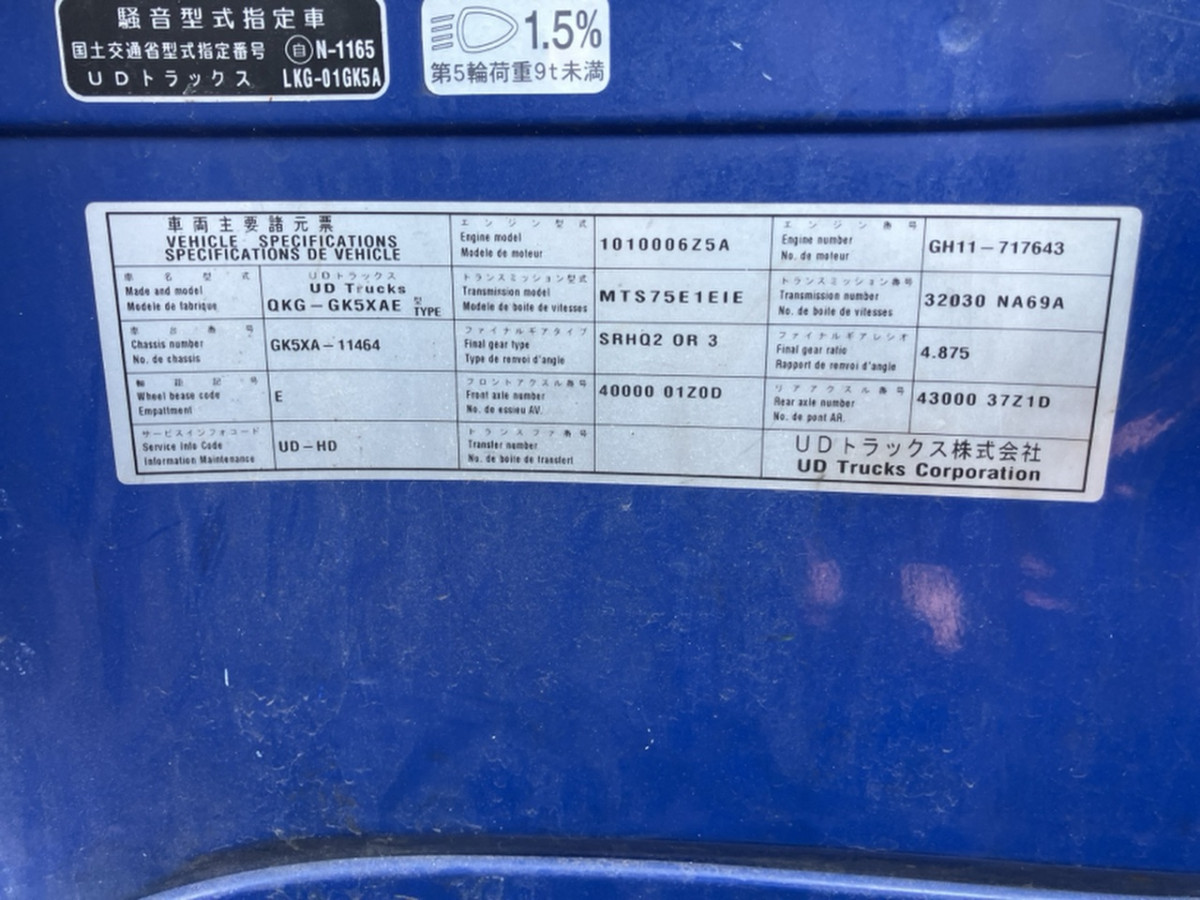 騒音型式指定車
国土交通省型式指定番号 自 N-1165
UDトラックス LKG-01GK5A
1.5%
第5輪荷重9t未満
車両主要諸元票
VEHICLE SPECIFICATIONS
SPECIFICATIONS DE VEHICLE
エンジン型式
Engine model
Modele de moteur
1010006Z5A
エンジン番号
Engine number
No. de moteur
GH11-717643
車名型式
Made and model
Modele de fabrique
UDトラックス
UD Trucks
QKG-GK5XAE 型 TYPE
トランスミッション型式
Transmission model
Modele de boite de vitesses
MTS75E1EIE
トランスミッション番号
Transmission number
No. de boite de vitesses
32030 NA69A
車台番号
Chassis number
No. de chassis
GK5XA-11464
ファイナルギアタイプ
Final gear type
Type de renvoi d'angle
SRHQ2 OR 3
ファイナルギアレシオ
Final gear ratio
Rapport de renvoi d'angle
4.875
輪距記号
Wheel bease code
Empattment
E
フロントアクスル番号
Front axle number
No. de essieu AV.
40000 01Z0D
リアアクスル番号
Rear axle number
No. de pont AR.
43000 37Z1D
サービスインフォコード
Service Info Code
Information Maintenance
UD-HD
トランスファ番号
Transfer number
No. de boite de transfert
UDトラックス株式会社
UD Trucks Corporation